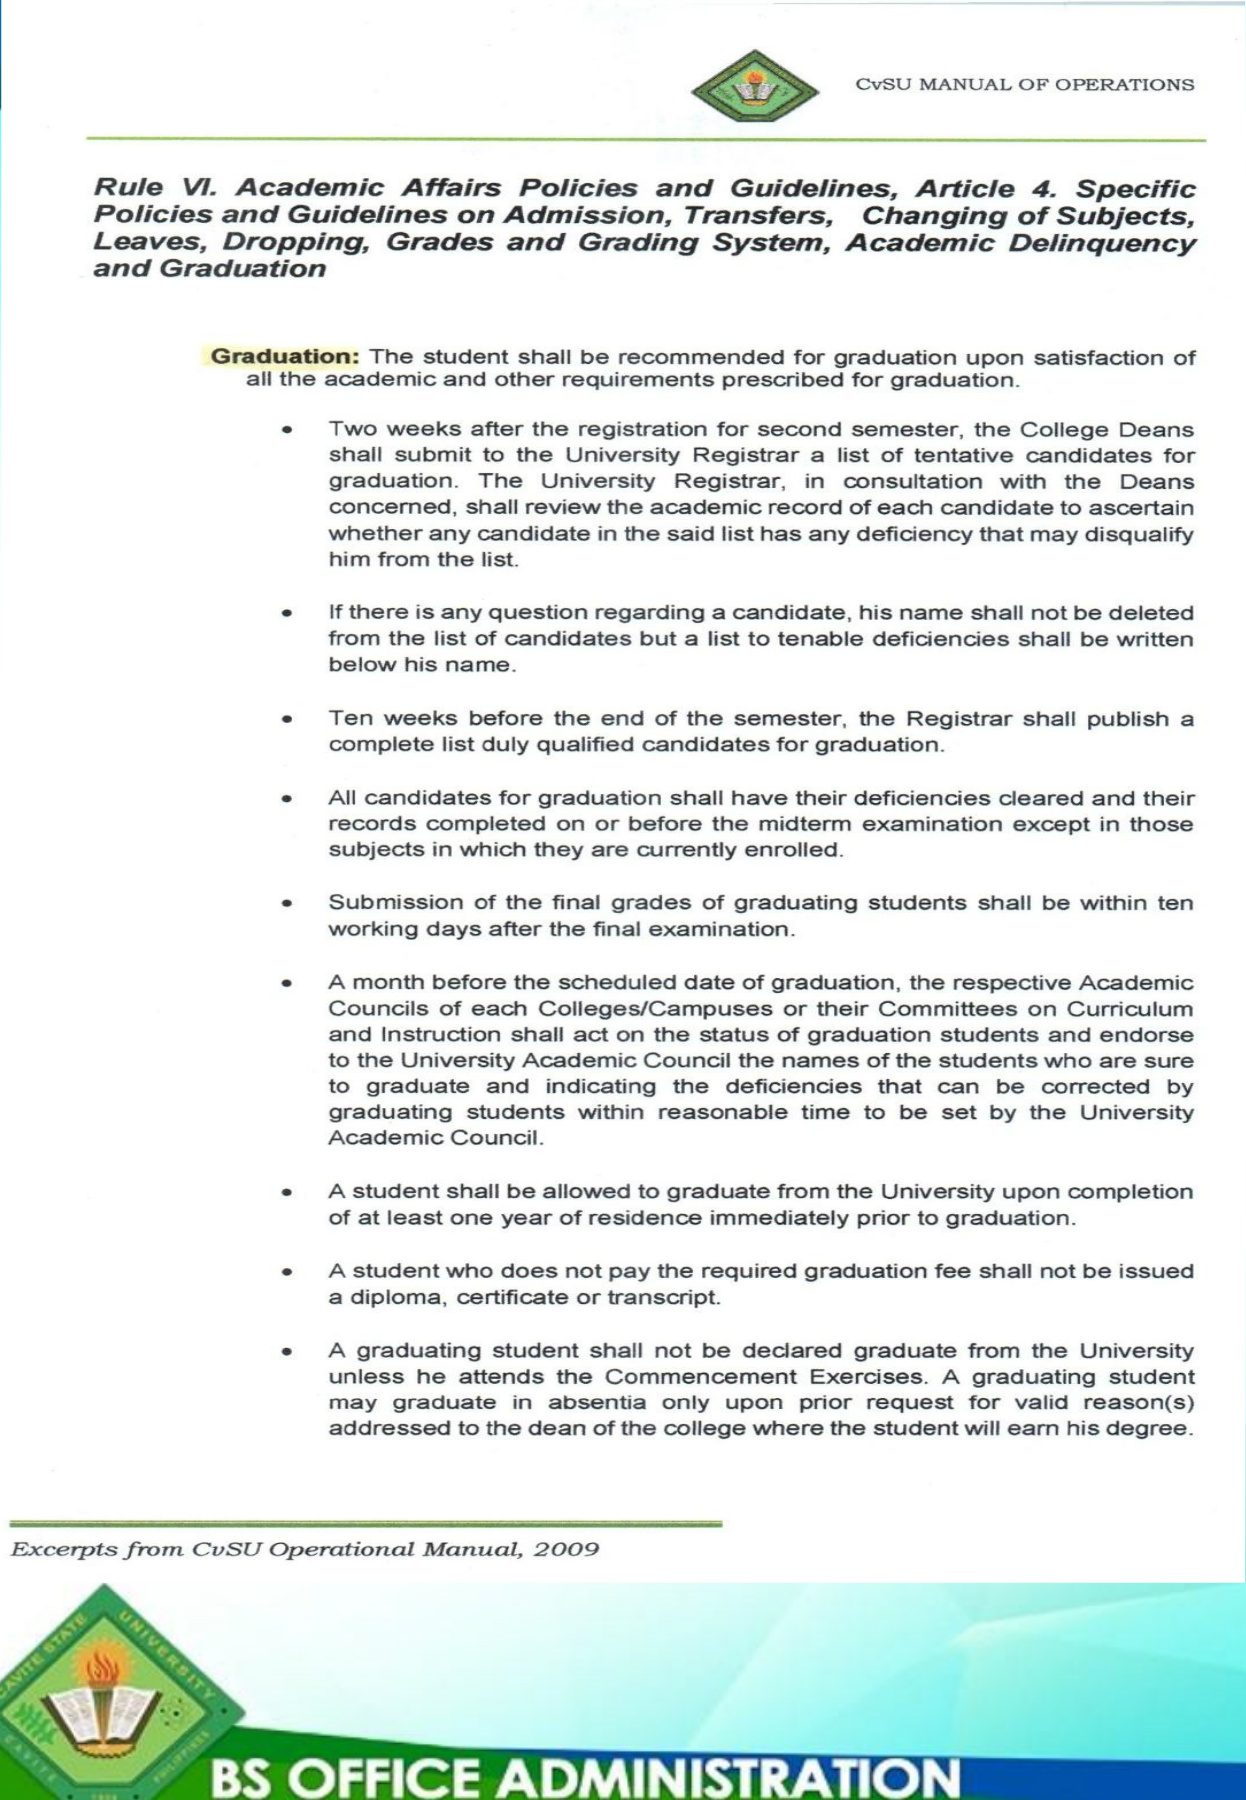 CvSU MANUAL OF OPERATIONS
Rule VI. Academic Affairs Policies and Guidelines, Article 4. Specific
Policies and Guidelines on Admission, Transfers, Changing of Subjects,
Leaves, Dropping, Grades and Grading System, Academic Delinquency
and Graduation
Graduation: The student shall be recommended for graduation upon satisfaction of
all the academic and other requirements prescribed for graduation.
• Two weeks after the registration for second semester, the College Deans
shall submit to the University Registrar a list of tentative candidates for
graduation. The University Registrar, in consultation with the Deans
concerned, shall review the academic record of each candidate to ascertain
whether any candidate in the said list has any deficiency that may disqualify
him from the list.
• If there is any question regarding a candidate, his name shall not be deleted
from the list of candidates but a list to tenable deficiencies shall be written
below his name.
• Ten weeks before the end of the semester, the Registrar shall publish a
complete list duly qualified candidates for graduation.
• All candidates for graduation shall have their deficiencies cleared and their
records completed on or before the midterm examination except in those
subjects in which they are currently enrolled.
• Submission of the final grades of graduating students shall be within ten
working days after the final examination.
• A month before the scheduled date of graduation, the respective Academic
Councils of each Colleges/Campuses or their Committees on Curriculum
and Instruction shall act on the status of graduation students and endorse
to the University Academic Council the names of the students who are sure
to graduate and indicating the deficiencies that can be corrected by
graduating students within reasonable time to be set by the University
Academic Council.
• A student shall be allowed to graduate from the University upon completion
of at least one year of residence immediately prior to graduation.
• A student who does not pay the required graduation fee shall not be issued
a diploma, certificate or transcript.
• A graduating student shall not be declared graduate from the University
unless he attends the Commencement Exercises. A graduating student
may graduate in absentia only upon prior request for valid reason(s)
addressed to the dean of the college where the student will earn his degree.
Excerpts from CvSU Operational Manual, 2009
CAVITE STATE UNIVERSITY
CAVITE PHILIPPINES
BS OFFICE ADMINISTRATION